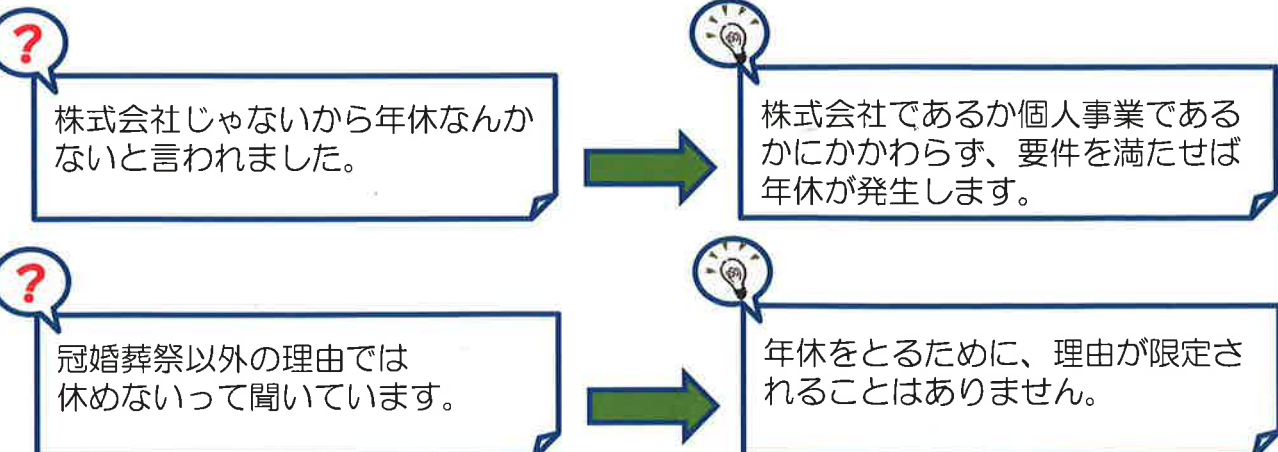 ?
株式会社じゃないから年休なんか
ないと言われました。
株式会社であるか個人事業である
かにかかわらず、要件を満たせば
年休が発生します。
?
冠婚葬祭以外の理由では
休めないって聞いています。
年休をとるために、理由が限定さ
れることはありません。